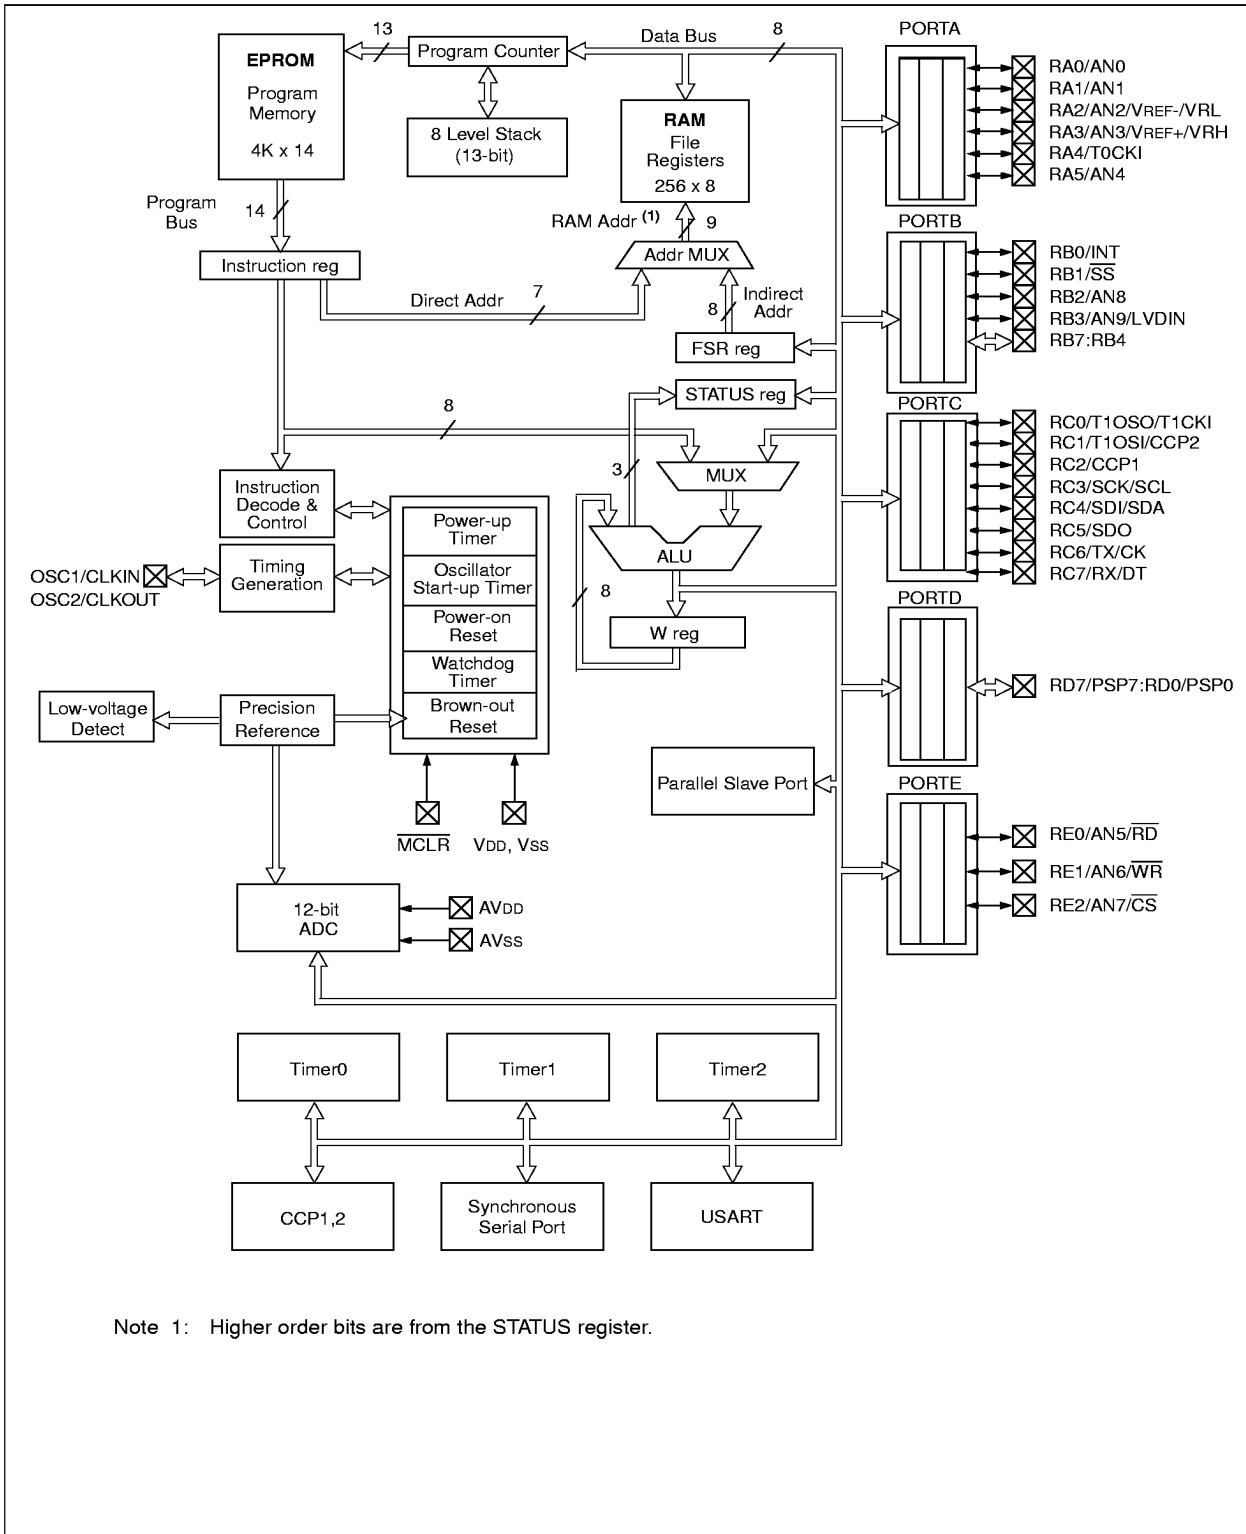 EPROM
Program
Memory
4K x 14
13
Program Counter
8 Level Stack
(13-bit)
Data Bus
8
RAM
File
Registers
256 x 8
RAM Addr (1)
9
Program
Bus
14
Instruction reg
Addr MUX
Direct Addr
7
8
Indirect
Addr
FSR reg
STATUS reg
8
3
MUX
ALU
8
W reg
Instruction
Decode &
Control
Timing
Generation
OSC1/CLKIN
OSC2/CLKOUT
Power-up
Timer
Oscillator
Start-up Timer
Power-on
Reset
Watchdog
Timer
Brown-out
Reset
Low-voltage
Detect
Precision
Reference
MCLR
VDD, VSS
Parallel Slave Port
12-bit
ADC
AVDD
AVSS
Timer0
Timer1
Timer2
CCP1,2
Synchronous
Serial Port
USART
PORTA
RA0/AN0
RA1/AN1
RA2/AN2/VREF-/VRL
RA3/AN3/VREF+/VRH
RA4/T0CKI
RA5/AN4
PORTB
RB0/INT
RB1/SS
RB2/AN8
RB3/AN9/LVDIN
RB7:RB4
PORTC
RC0/T1OSO/T1CKI
RC1/T1OSI/CCP2
RC2/CCP1
RC3/SCK/SCL
RC4/SDI/SDA
RC5/SDO
RC6/TX/CK
RC7/RX/DT
PORTD
RD7/PSP7:RD0/PSP0
PORTE
RE0/AN5/RD
RE1/AN6/WR
RE2/AN7/CS
Note 1: Higher order bits are from the STATUS register.